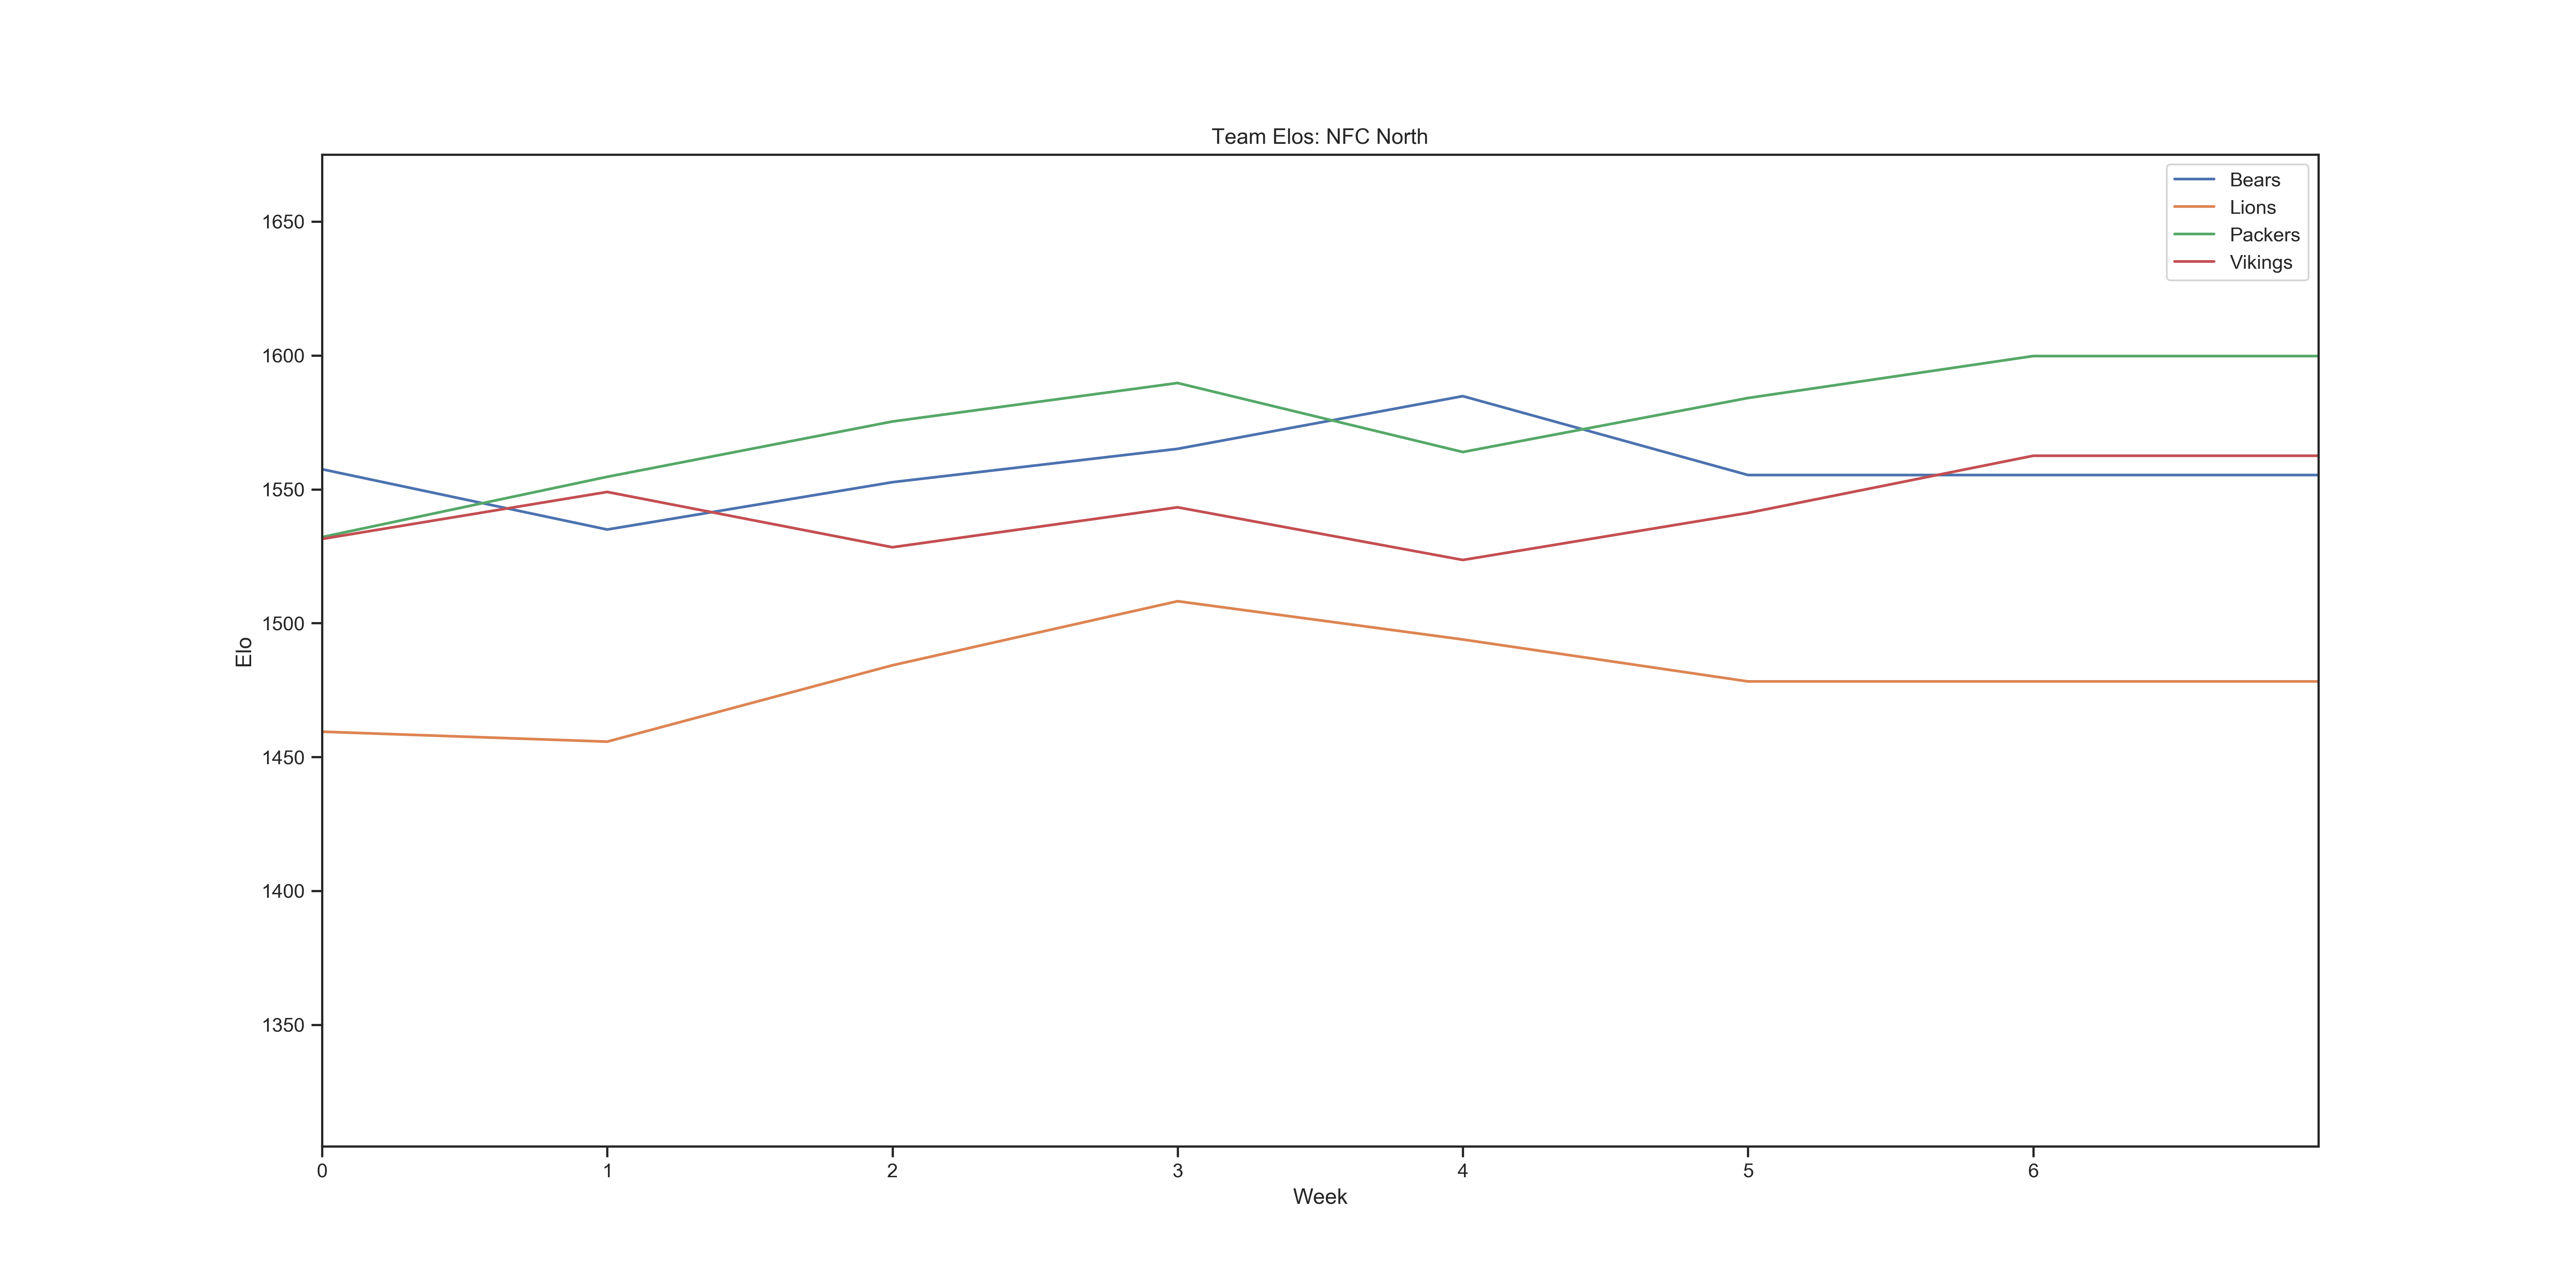 Team Elos: NFC North
Bears
Lions
Packers
Vikings
1650
1600
1550
1500
1450
1400
1350
Elo
0 1 2 3 4 5 6
Week